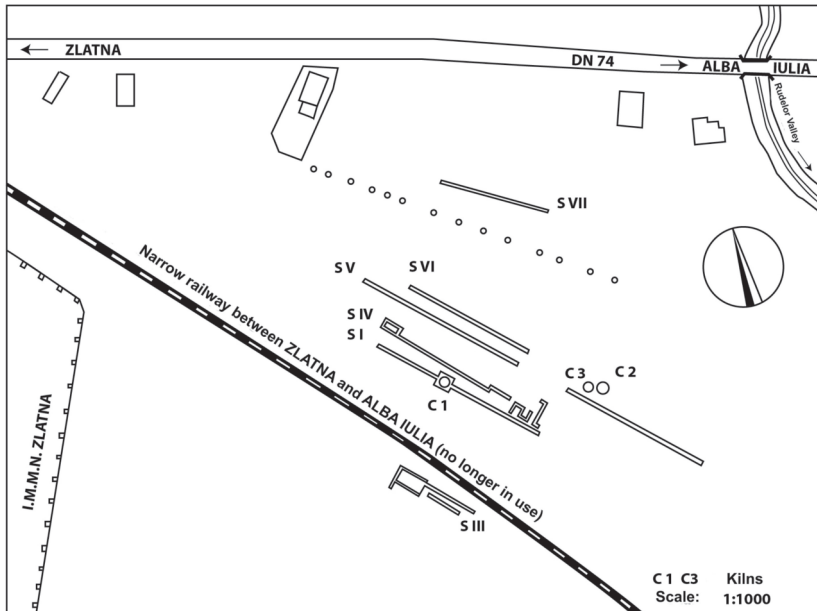 ZLATNA
DN 74
ALBA IULIA
Rudelor Valley
S VII
S V
S VI
S IV
S I
Narrow railway between ZLATNA and ALBA IULIA (no longer in use)
C 3
C 2
C 1
I.M.M.N. ZLATNA
S III
C 1 C3 Kilns
Scale: 1:1000